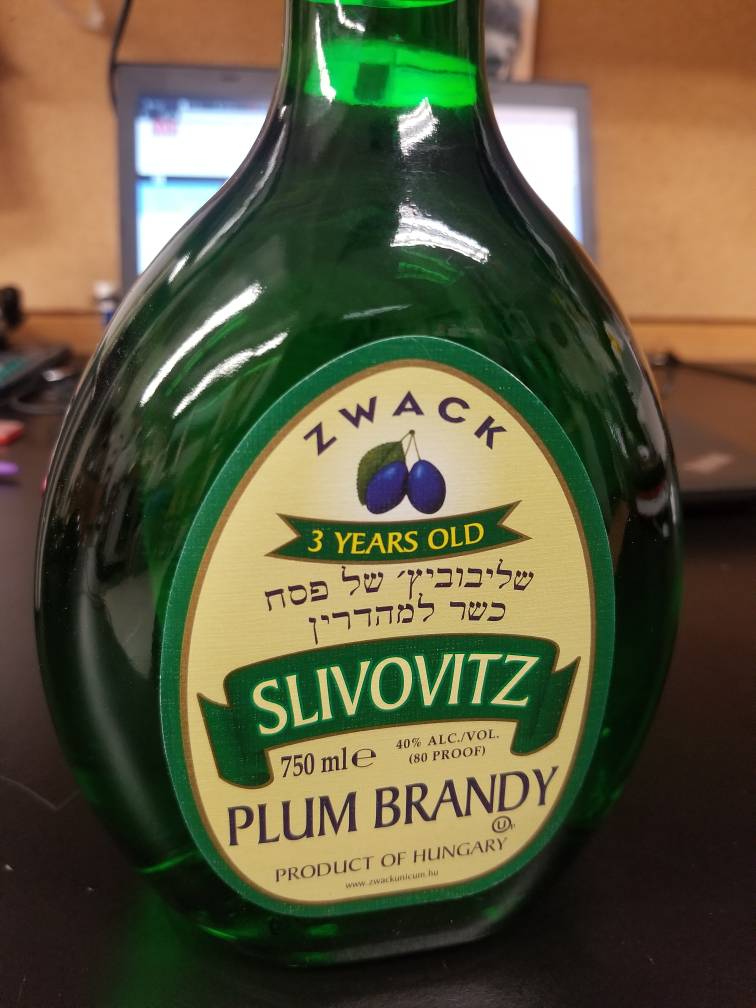 ZWACK
3 YEARS OLD
שליבוביץ׳ של פסח
כשר למהדרין
SLIVOVITZ
750 ml e 40% ALC./VOL.
(80 PROOF)
PLUM BRANDY
U P
PRODUCT OF HUNGARY
www.zwackunicum.hu